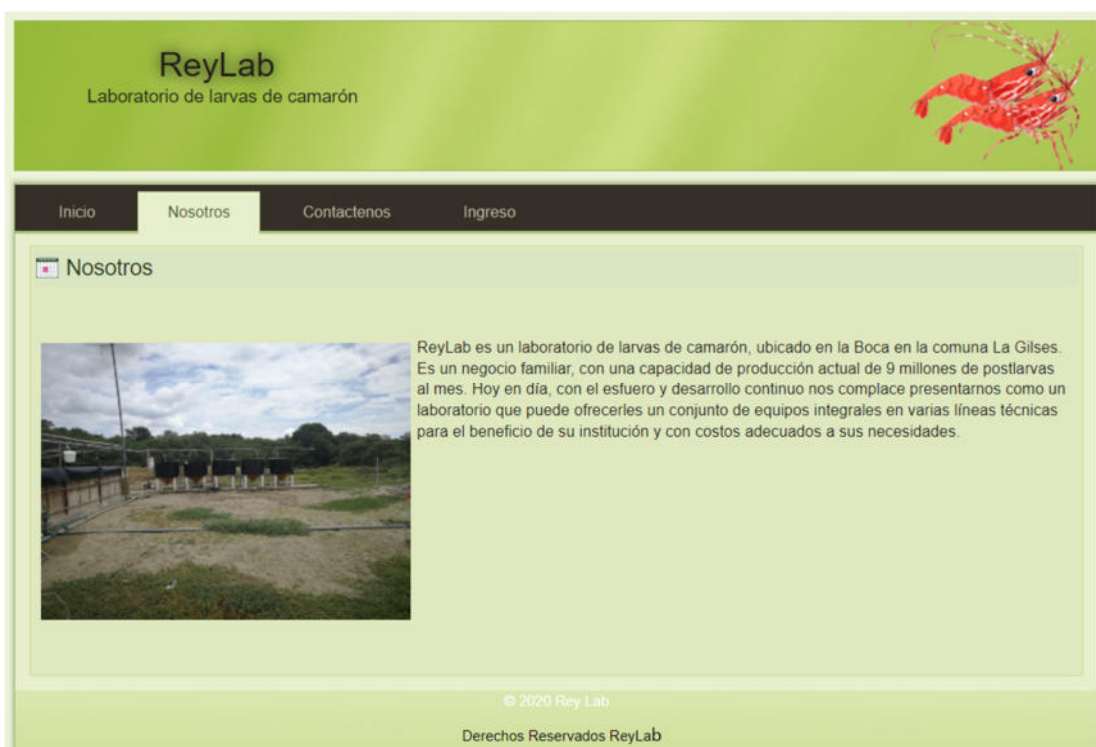 ReyLab
Laboratorio de larvas de camarón
Inicio Nosotros Contactenos Ingreso
Nosotros
ReyLab es un laboratorio de larvas de camarón, ubicado en la Boca en la comuna La Gilses.
Es un negocio familiar, con una capacidad de producción actual de 9 millones de postlarvas
al mes. Hoy en día, con el esfuero y desarrollo continuo nos complace presentarnos como un
laboratorio que puede ofrecerles un conjunto de equipos integrales en varias líneas técnicas
para el beneficio de su institución y con costos adecuados a sus necesidades.
© 2020 Rey Lab
Derechos Reservados ReyLab